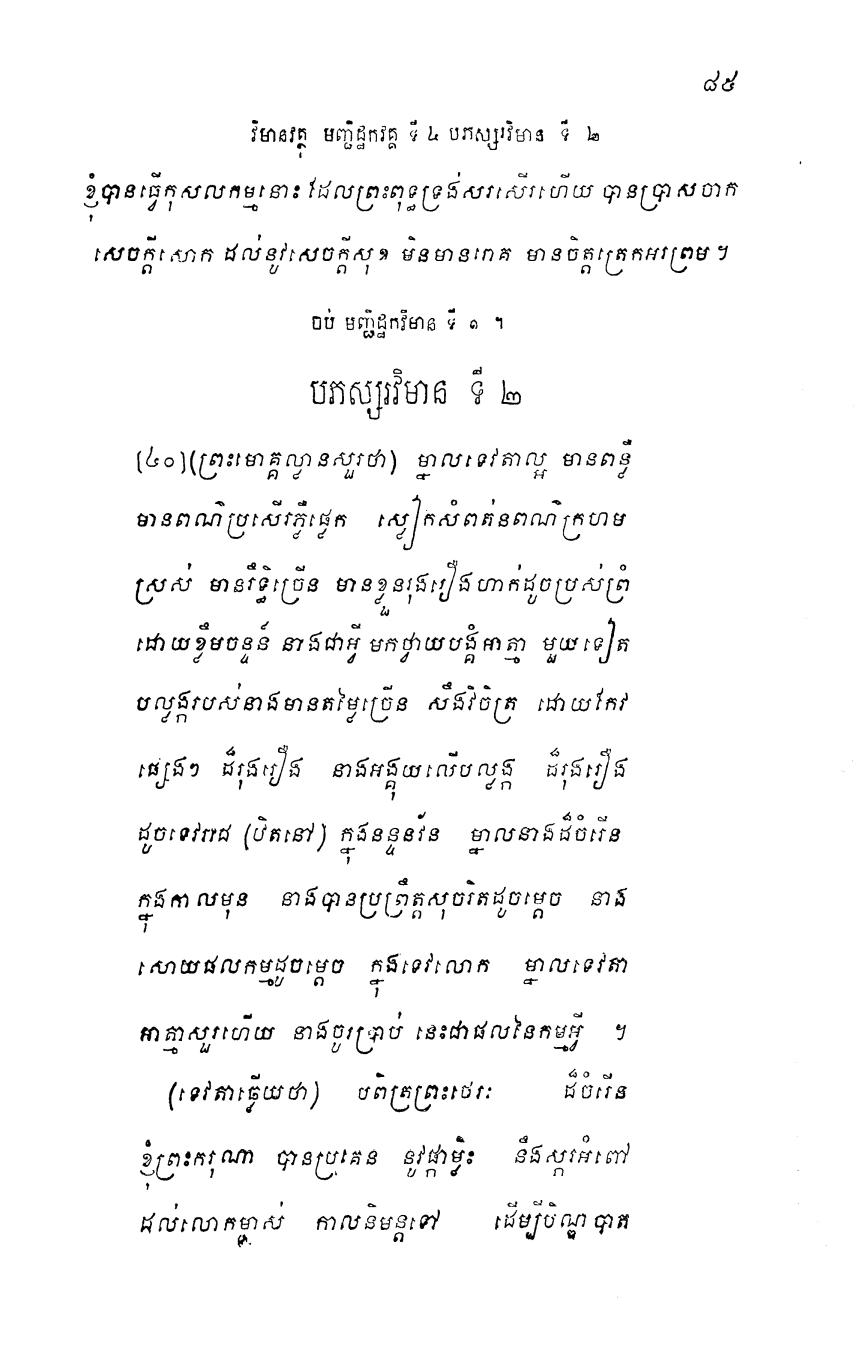 ៨៥
វិមានវត្ថុ មញ្ជិដ្ឋកវគ្គ ទី ៤ បភស្សរវិមាន ទី ២
ខ្ញុំបានធ្វើកុសលកម្មនោះ ដែលព្រះពុទ្ធទ្រង់សរសើរហើយ បានប្រាសចាក
សេចក្តីសោក ដល់នូវសេចក្តីសុខ មិនមានរោគ មានចិត្តត្រេកអរព្រម ។
ចប់ មញ្ជិដ្ឋកវិមាន ទី ១ ។
បភស្សរវិមាន ទី ២
(៤០) (ព្រះមោគ្គល្លានសួរថា) ម្នាលទេវតាល្អ មានពន្លឺ
មានពណ៌ប្រសើរភ្លឺផ្លេក ស្លៀកសំពត់នពណ៌ក្រហម
ស្រស់ មានឫទ្ធិច្រើន មានខ្លួនរុងរឿងហាក់ដូចប្រស់ព្រំ
ដោយខ្លឹមចន្ទន៍ នាងជាអ្វី មកថ្វាយបង្គំអាត្មា មួយទៀត
បល្ល័ង្ករបស់នាងមានតម្លៃច្រើន សឹងវិចិត្រ ដោយកែវ
ផ្សេងៗ ដ៏រុងរឿង នាងអង្គុយលើបល្ល័ង្ក ដ៏រុងរឿង
ដូចទេវរាជ (ឋិតនៅ) ក្នុងនន្ទនវ័ន ម្នាលនាងដ៏ចំរើន
ក្នុងកាលមុន នាងបានប្រព្រឹត្តសុចរិតដូចម្តេច នាង
សោយផលកម្មដូចម្តេច ក្នុងទេវលោក ម្នាលទេវតា
អាត្មាសួរហើយ នាងចូរប្រាប់ នេះជាផលនៃកម្មអ្វី ។
(ទេវតាឆ្លើយថា) បពិត្រព្រះថេរៈ ដ៏ចំរើន
ខ្ញុំព្រះករុណា បានប្រគេន នូវផ្កាម្លិះ នឹងស្ករអំពៅ
ដល់លោកម្ចាស់ កាលនិមន្តទៅ ដើម្បីបិណ្ឌបាត